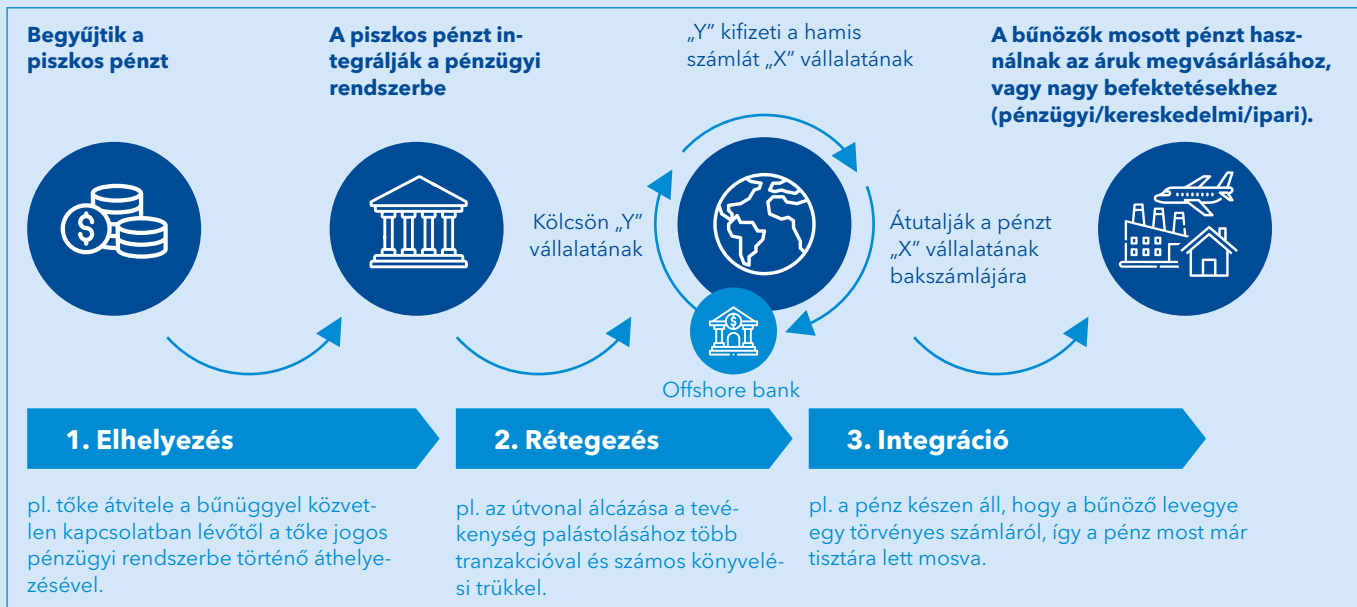 Begyűjtik a
piszkos pénzt
A piszkos pénzt in-
tegrálják a pénzügyi
rendszerbe
„Y” kifizeti a hamis
számlát „X” vállalatának
A bűnözők mosott pénzt hasz-
nálnak az áruk megvásárlásához,
vagy nagy befektetésekhez
(pénzügyi/kereskedelmi/ipari).
$
Kölcsön „Y”
vállalatának
Átutalják a pénzt
„X” vállalatának
bakszámlájára
$
Offshore bank
1. Elhelyezés
2. Rétegezés
3. Integráció
pl. tőke átvitele a bűnüggyel közvet-
len kapcsolatban lévőtől a tőke jogos
pénzügyi rendszerbe történő áthelye-
zésével.
pl. az útvonal álcázása a tevé-
kenység palástolásához több
tranzakcióval és számos könyvelé-
si trükkel.
pl. a pénz készen áll, hogy a bűnöző levegye
egy törvényes számláról, így a pénz most már
tisztára lett mosva.